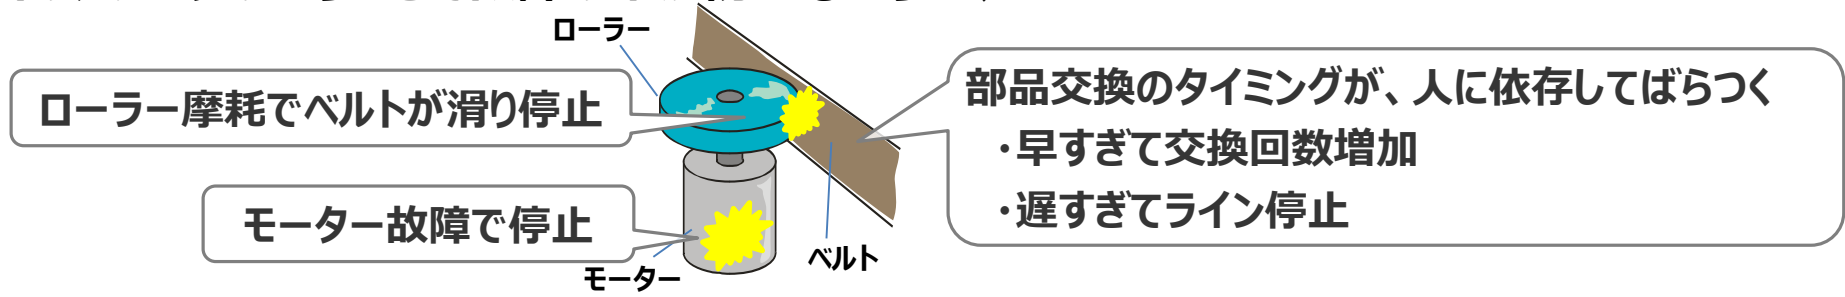 ローラー
ローラー摩耗でベルトが滑り停止
部品交換のタイミングが、人に依存してばらつく
・早すぎて交換回数増加
・遅すぎてライン停止
モーター故障で停止
ベルト
モーター